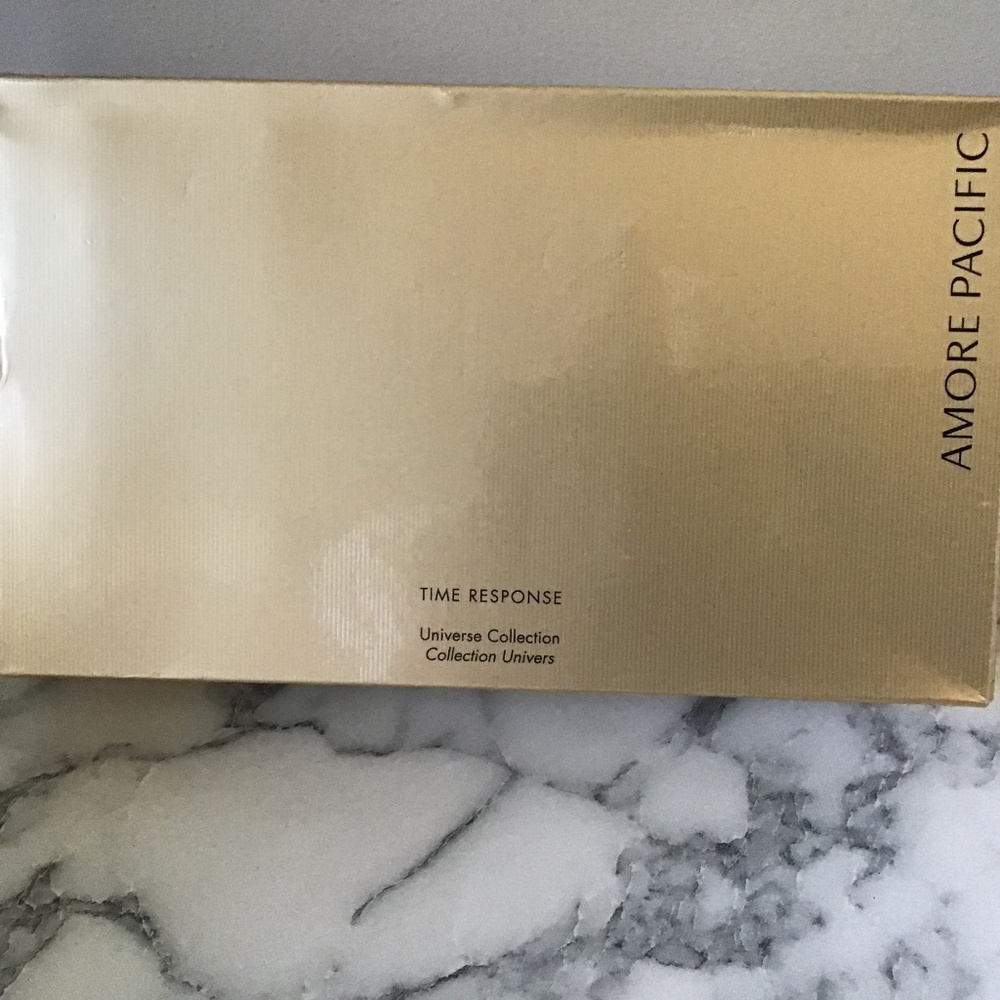 AMORE PACIFIC
TIME RESPONSE
Universe Collection
Collection Univers